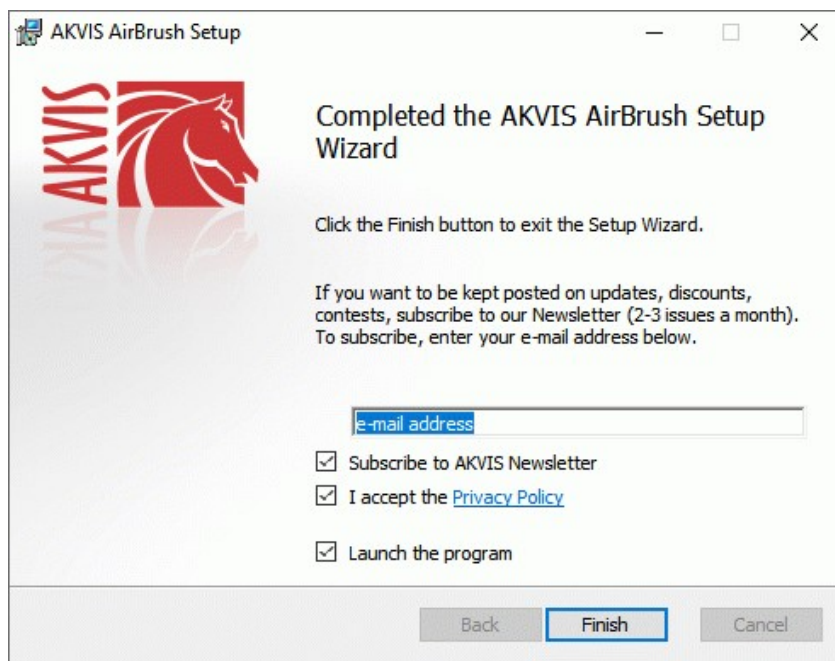 AKVIS AirBrush Setup
AKVIS
Completed the AKVIS AirBrush Setup
Wizard
Click the Finish button to exit the Setup Wizard.
If you want to be kept posted on updates, discounts,
contests, subscribe to our Newsletter (2-3 issues a month).
To subscribe, enter your e-mail address below.
e-mail address
Subscribe to AKVIS Newsletter
I accept the Privacy Policy
Launch the program
Back
Finish
Cancel